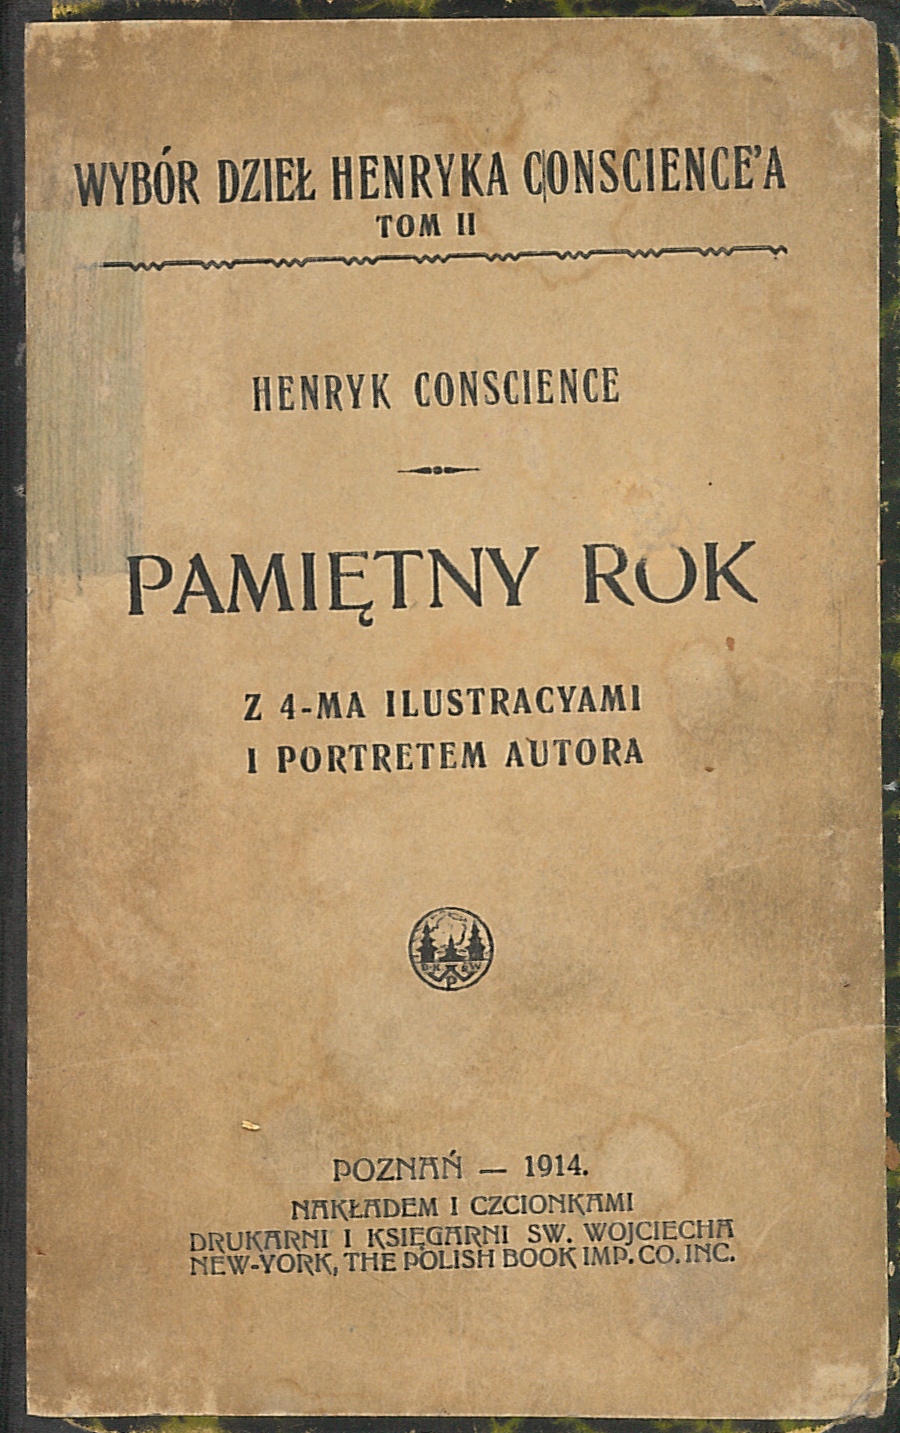 WYBÓR DZIEŁ HENRYKA CONSCIENCE'A
TOM II
HENRYK CONSCIENCE
PAMIĘTNY ROK
Z 4-MA ILUSTRACYAMI
I PORTRETEM AUTORA
POZNAŃ — 1914.
NAKŁADEM I CZCIONKAMI
DRUKARNI I KSIĘGARNI SW. WOJCIECHA
NEW-YORK, THE POLISH BOOK IMP. CO. INC.